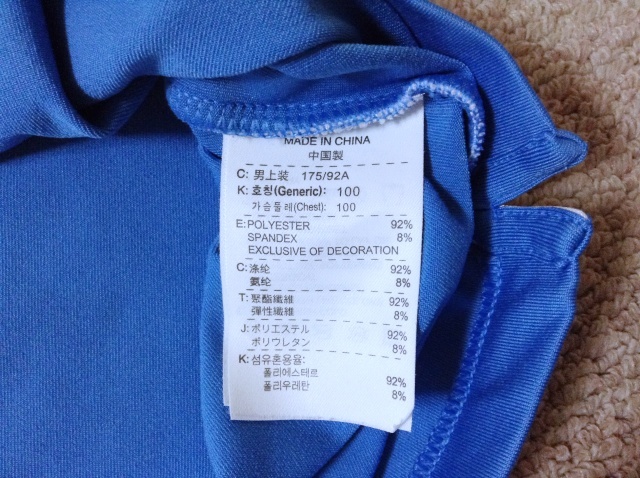 MADE IN CHINA
中国製
C: 男上装 175/92A
K: 호칭(Generic): 100
가슴둘레(Chest): 100
E: POLYESTER 92%
SPANDEX 8%
EXCLUSIVE OF DECORATION
C: 涤纶 92%
氨纶 8%
T: 聚酯纖維 92%
彈性纖維 8%
J: ポリエステル 92%
ポリウレタン 8%
K: 섬유혼용율:
폴리에스테르 92%
폴리우레탄 8%